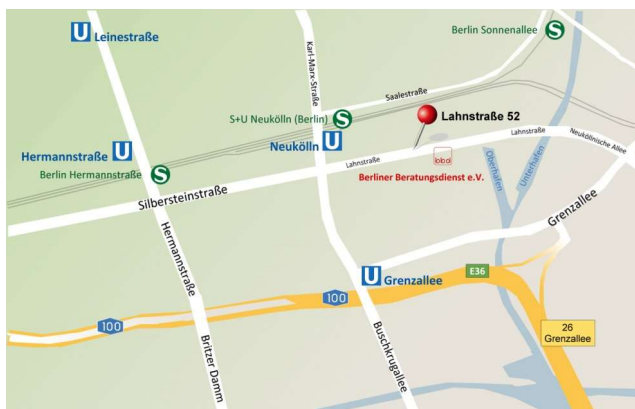 U Leinestraße
Karl-Marx-Straße
Berlin Sonnenallee S
Saalestraße
S+U Neukölln (Berlin) S
Lahnstraße 52
Neukölln U
Hermannstraße U
Berlin Hermannstraße S
Lahnstraße
Lahnstraße
Neuköllnische Allee
bbd
Berliner Beratungsdienst e.V.
Oberhafen
Unterhafen
Silbersteinstraße
Hermannstraße
Grenzallee
U Grenzallee
E36
100
100
Britzer Damm
Buschkrugallee
26
Grenzallee